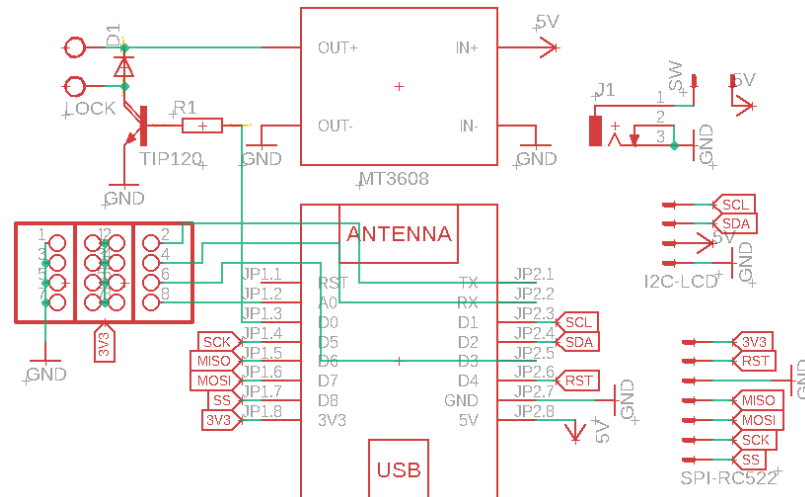 D1
OUT+
IN+
5V
LOCK
R1
OUT-
IN-
TIP120
GND
GND
GND
MT3608
J1
SW
5V
1
2
3
GND
SCL
SDA
5V
GND
I2C-LCD
1
3
5
7
2
4
6
8
3V3
GND
ANTENNA
JP1.1
RST
TX
JP2.1
JP1.2
A0
RX
JP2.2
JP1.3
D0
D1
JP2.3
SCL
SCK
JP1.4
D5
D2
JP2.4
SDA
MISO
JP1.5
D6
D3
JP2.5
MOSI
JP1.6
D7
D4
JP2.6
RST
SS
JP1.7
D8
GND
JP2.7
GND
3V3
JP1.8
3V3
5V
JP2.8
5V
USB
3V3
RST
GND
MISO
MOSI
SCK
SS
SPI-RC522